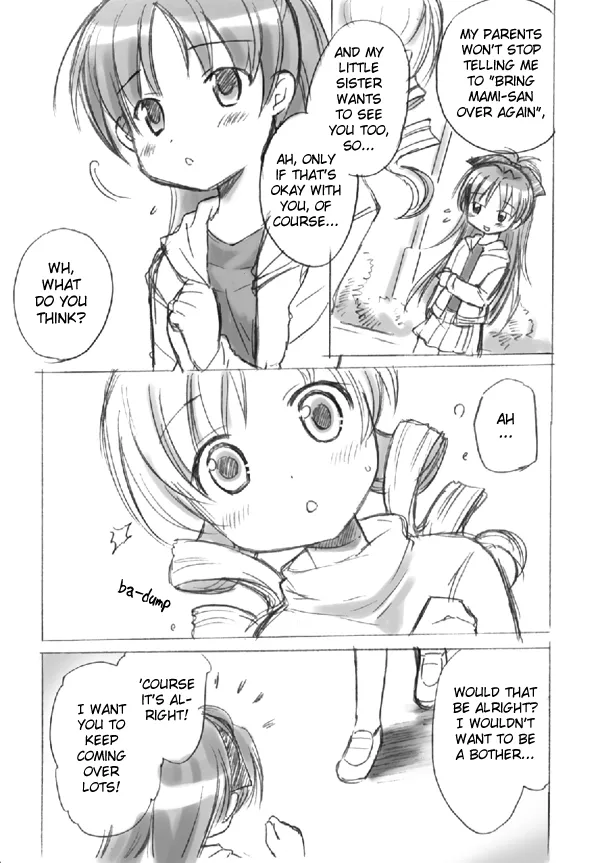 MY PARENTS
WON'T STOP
TELLING ME
TO "BRING
MAMI-SAN
OVER AGAIN",
AND MY
LITTLE
SISTER
WANTS
TO SEE
YOU TOO,
SO...
AH, ONLY
IF THAT'S
OKAY WITH
YOU, OF
COURSE...
WH,
WHAT
DO YOU
THINK?
AH
...
ba-dump
WOULD THAT
BE ALRIGHT?
I WOULDN'T
WANT TO BE
A BOTHER...
'COURSE
IT'S AL-
RIGHT!
I WANT
YOU TO
KEEP
COMING
OVER
LOTS!